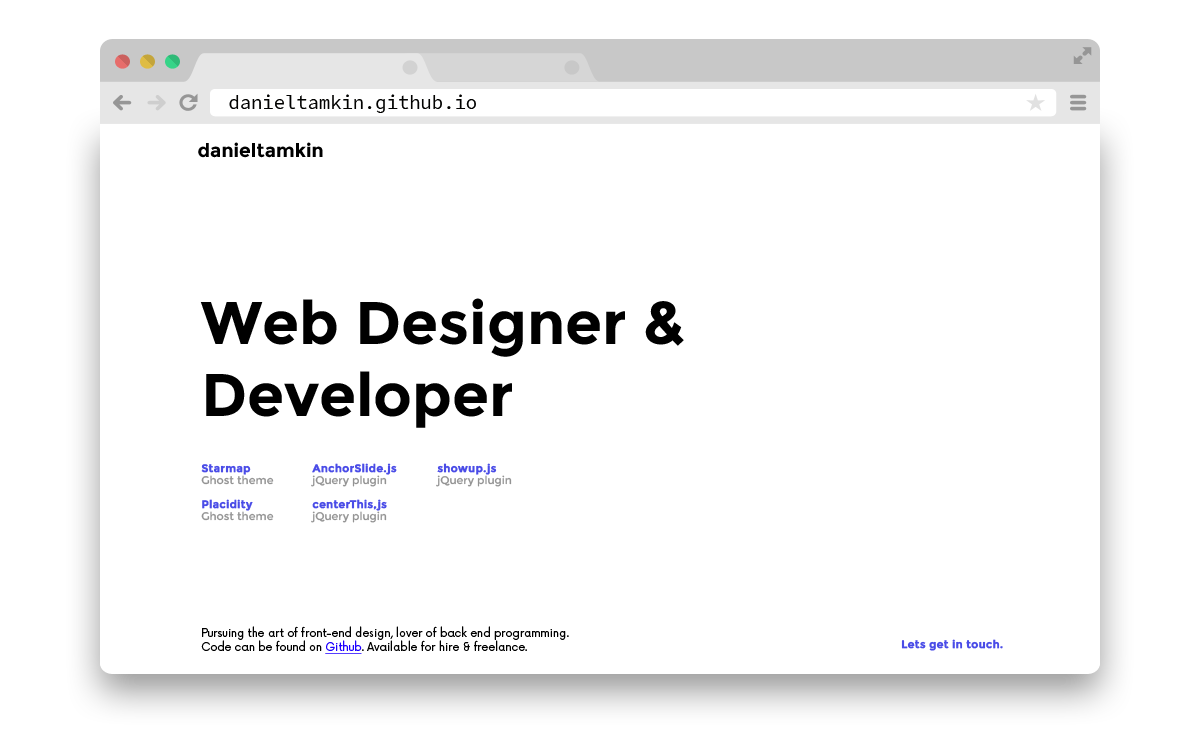 danieltamkin.github.io
danieltamkin
Web Designer &
Developer
Starmap AnchorSlide.js showup.js
Ghost theme jQuery plugin jQuery plugin
Placidity centerThis,js
Ghost theme jQuery plugin
Pursuing the art of front-end design, lover of back end programming.
Code can be found on Github. Available for hire & freelance.
Lets get in touch.